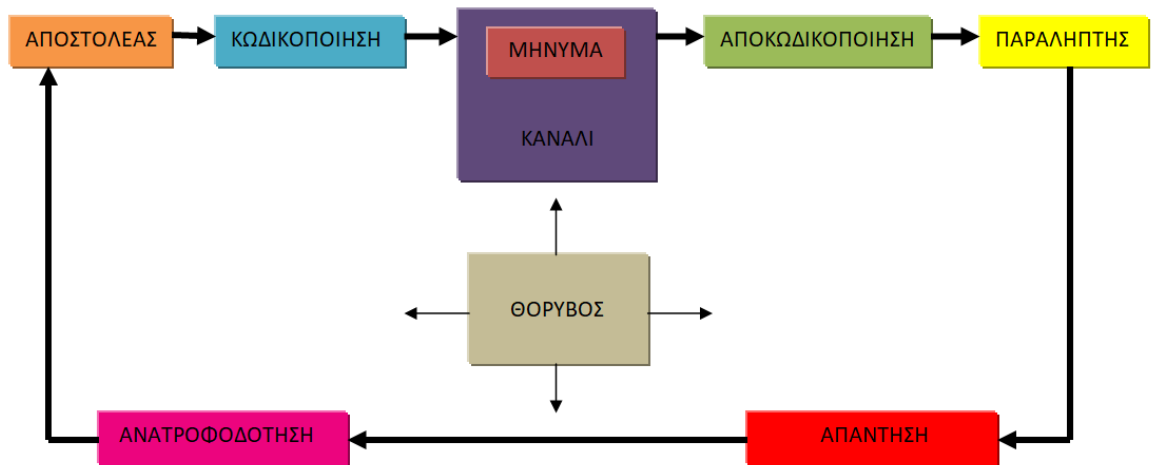 ΑΠΟΣΤΟΛΕΑΣ
ΚΩΔΙΚΟΠΟΙΗΣΗ
ΜΗΝΥΜΑ
ΚΑΝΑΛΙ
ΑΠΟΚΩΔΙΚΟΠΟΙΗΣΗ
ΠΑΡΑΛΗΠΤΗΣ
ΘΟΡΥΒΟΣ
ΑΝΑΤΡΟΦΟΔΟΤΗΣΗ
ΑΠΑΝΤΗΣΗ